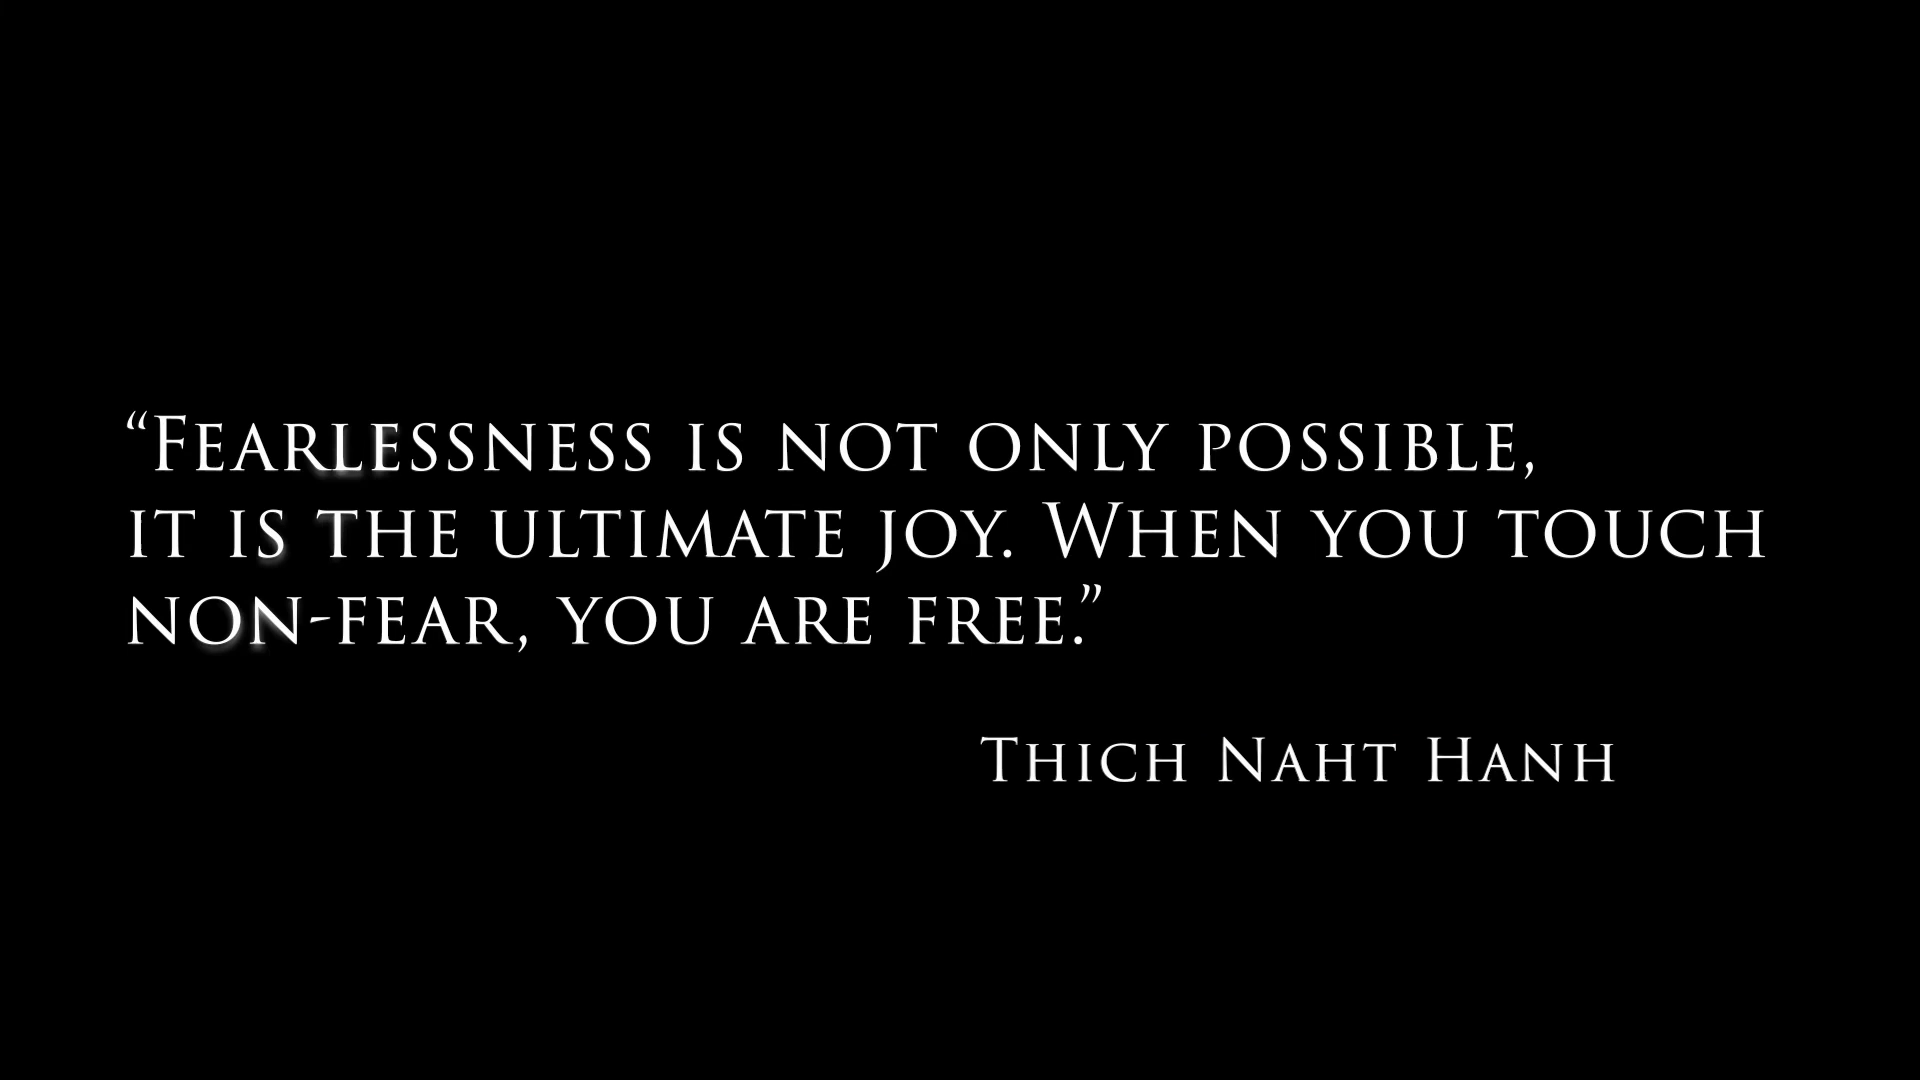 “Fearlessness is not only possible,
it is the ultimate joy. When you touch
non-fear, you are free.”
Thich Naht Hanh